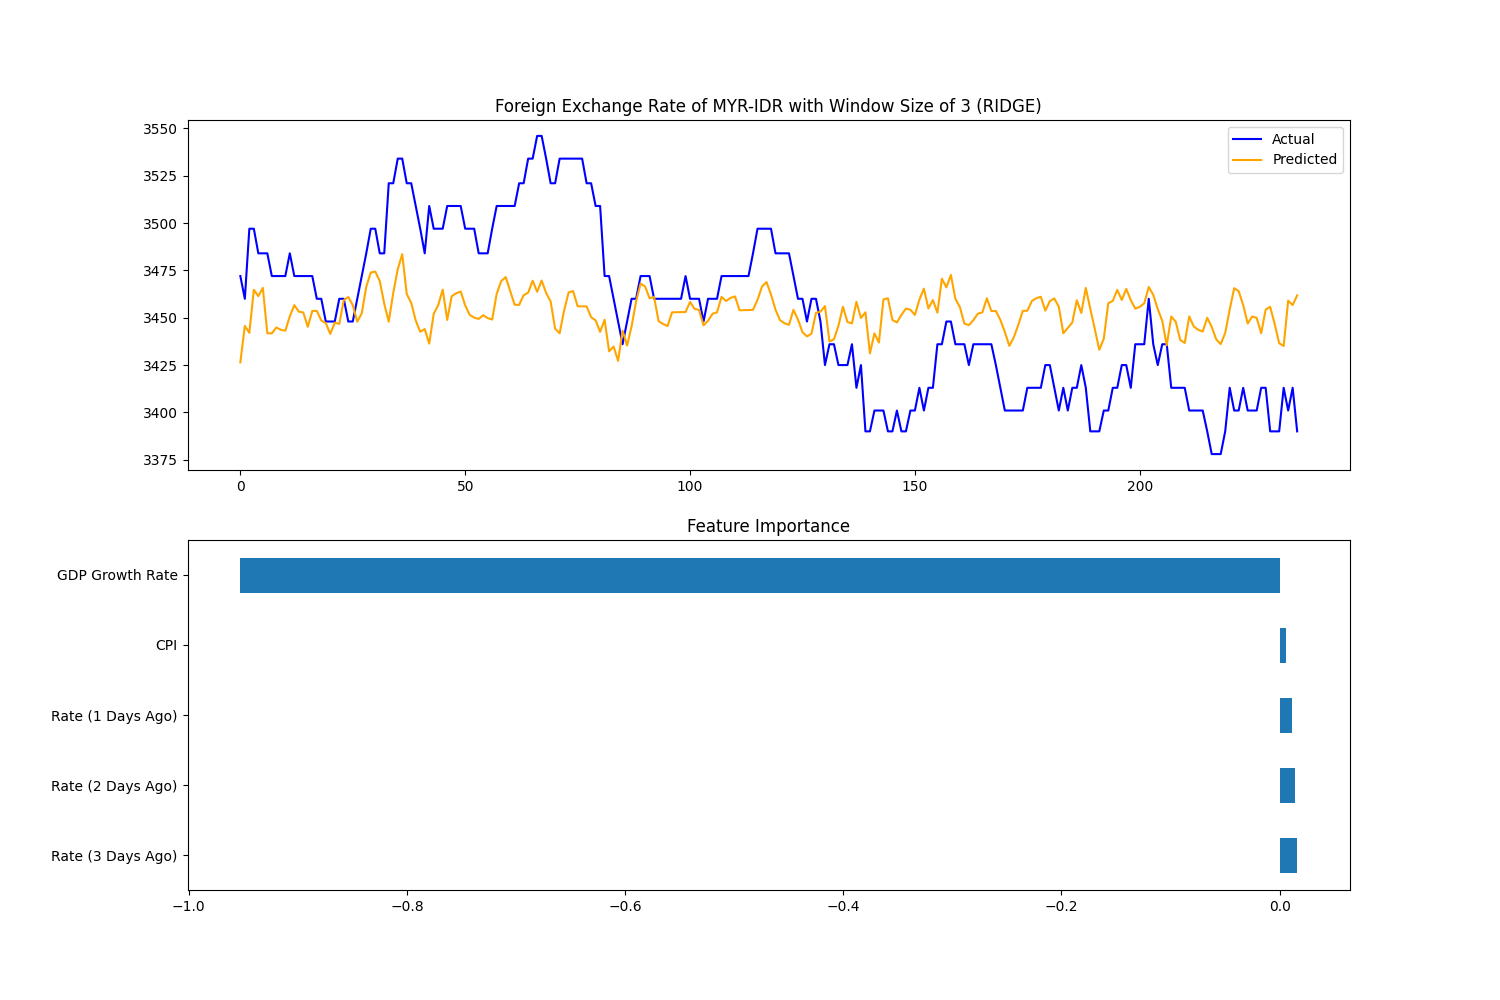 Foreign Exchange Rate of MYR-IDR with Window Size of 3 (RIDGE)
3550
3525
3500
3475
3450
3425
3400
3375
Actual
Predicted
0
50
100
150
200
Feature Importance
GDP Growth Rate
CPI
Rate (1 Days Ago)
Rate (2 Days Ago)
Rate (3 Days Ago)
−1.0
−0.8
−0.6
−0.4
−0.2
0.0